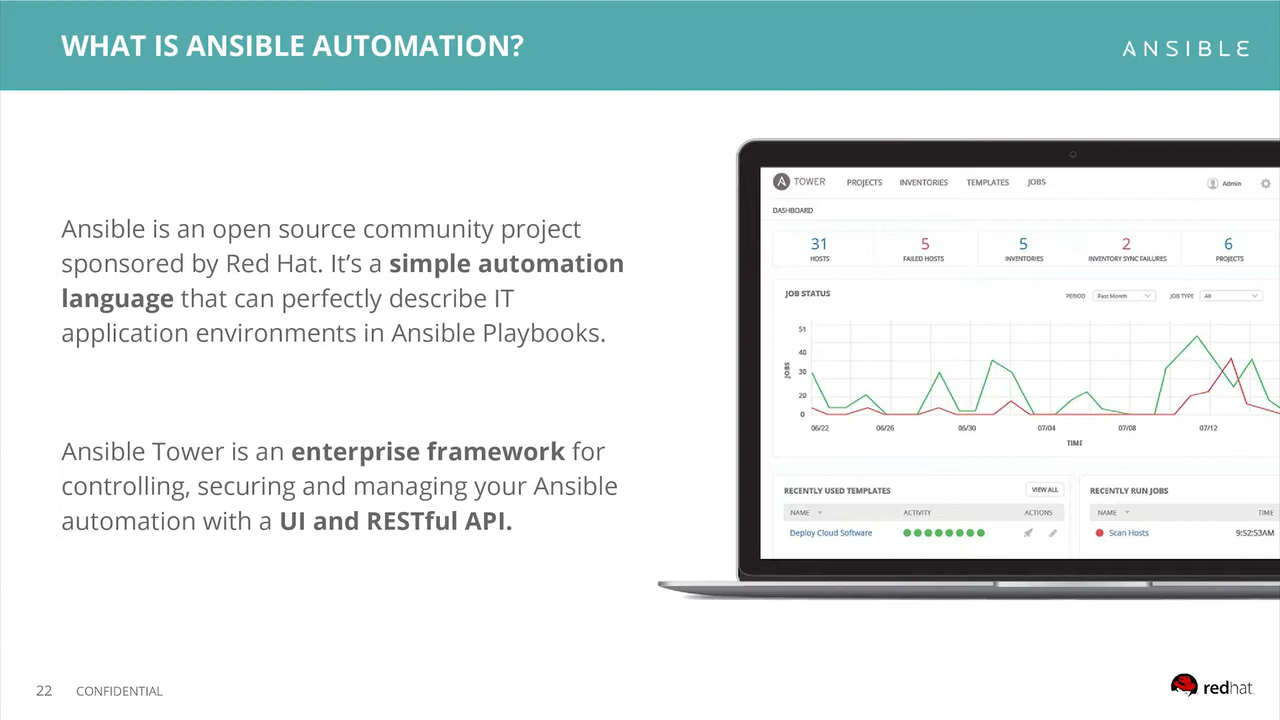 WHAT IS ANSIBLE AUTOMATION?
ANSIBLE
Ansible is an open source community project
sponsored by Red Hat. It’s a simple automation
language that can perfectly describe IT
application environments in Ansible Playbooks.
Ansible Tower is an enterprise framework for
controlling, securing and managing your Ansible
automation with a UI and RESTful API.
A TOWER PROJECTS INVENTORIES TEMPLATES JOBS Admin
DASHBOARD
31 5 5 2 6
HOSTS FAILED HOSTS INVENTORIES INVENTORY SYNC FAILURES PROJECTS
JOB STATUS
PERIOD Past Month JOB TYPE All
51
40
30
20
0
JOBS
06/22 06/26 06/30 07/04 07/08 07/12
TIME
RECENTLY USED TEMPLATES VIEW ALL
NAME ACTIVITY ACTIONS
Deploy Cloud Software
RECENTLY RUN JOBS
NAME TIME
Scan Hosts 9:52:53AM
22 CONFIDENTIAL
redhat.